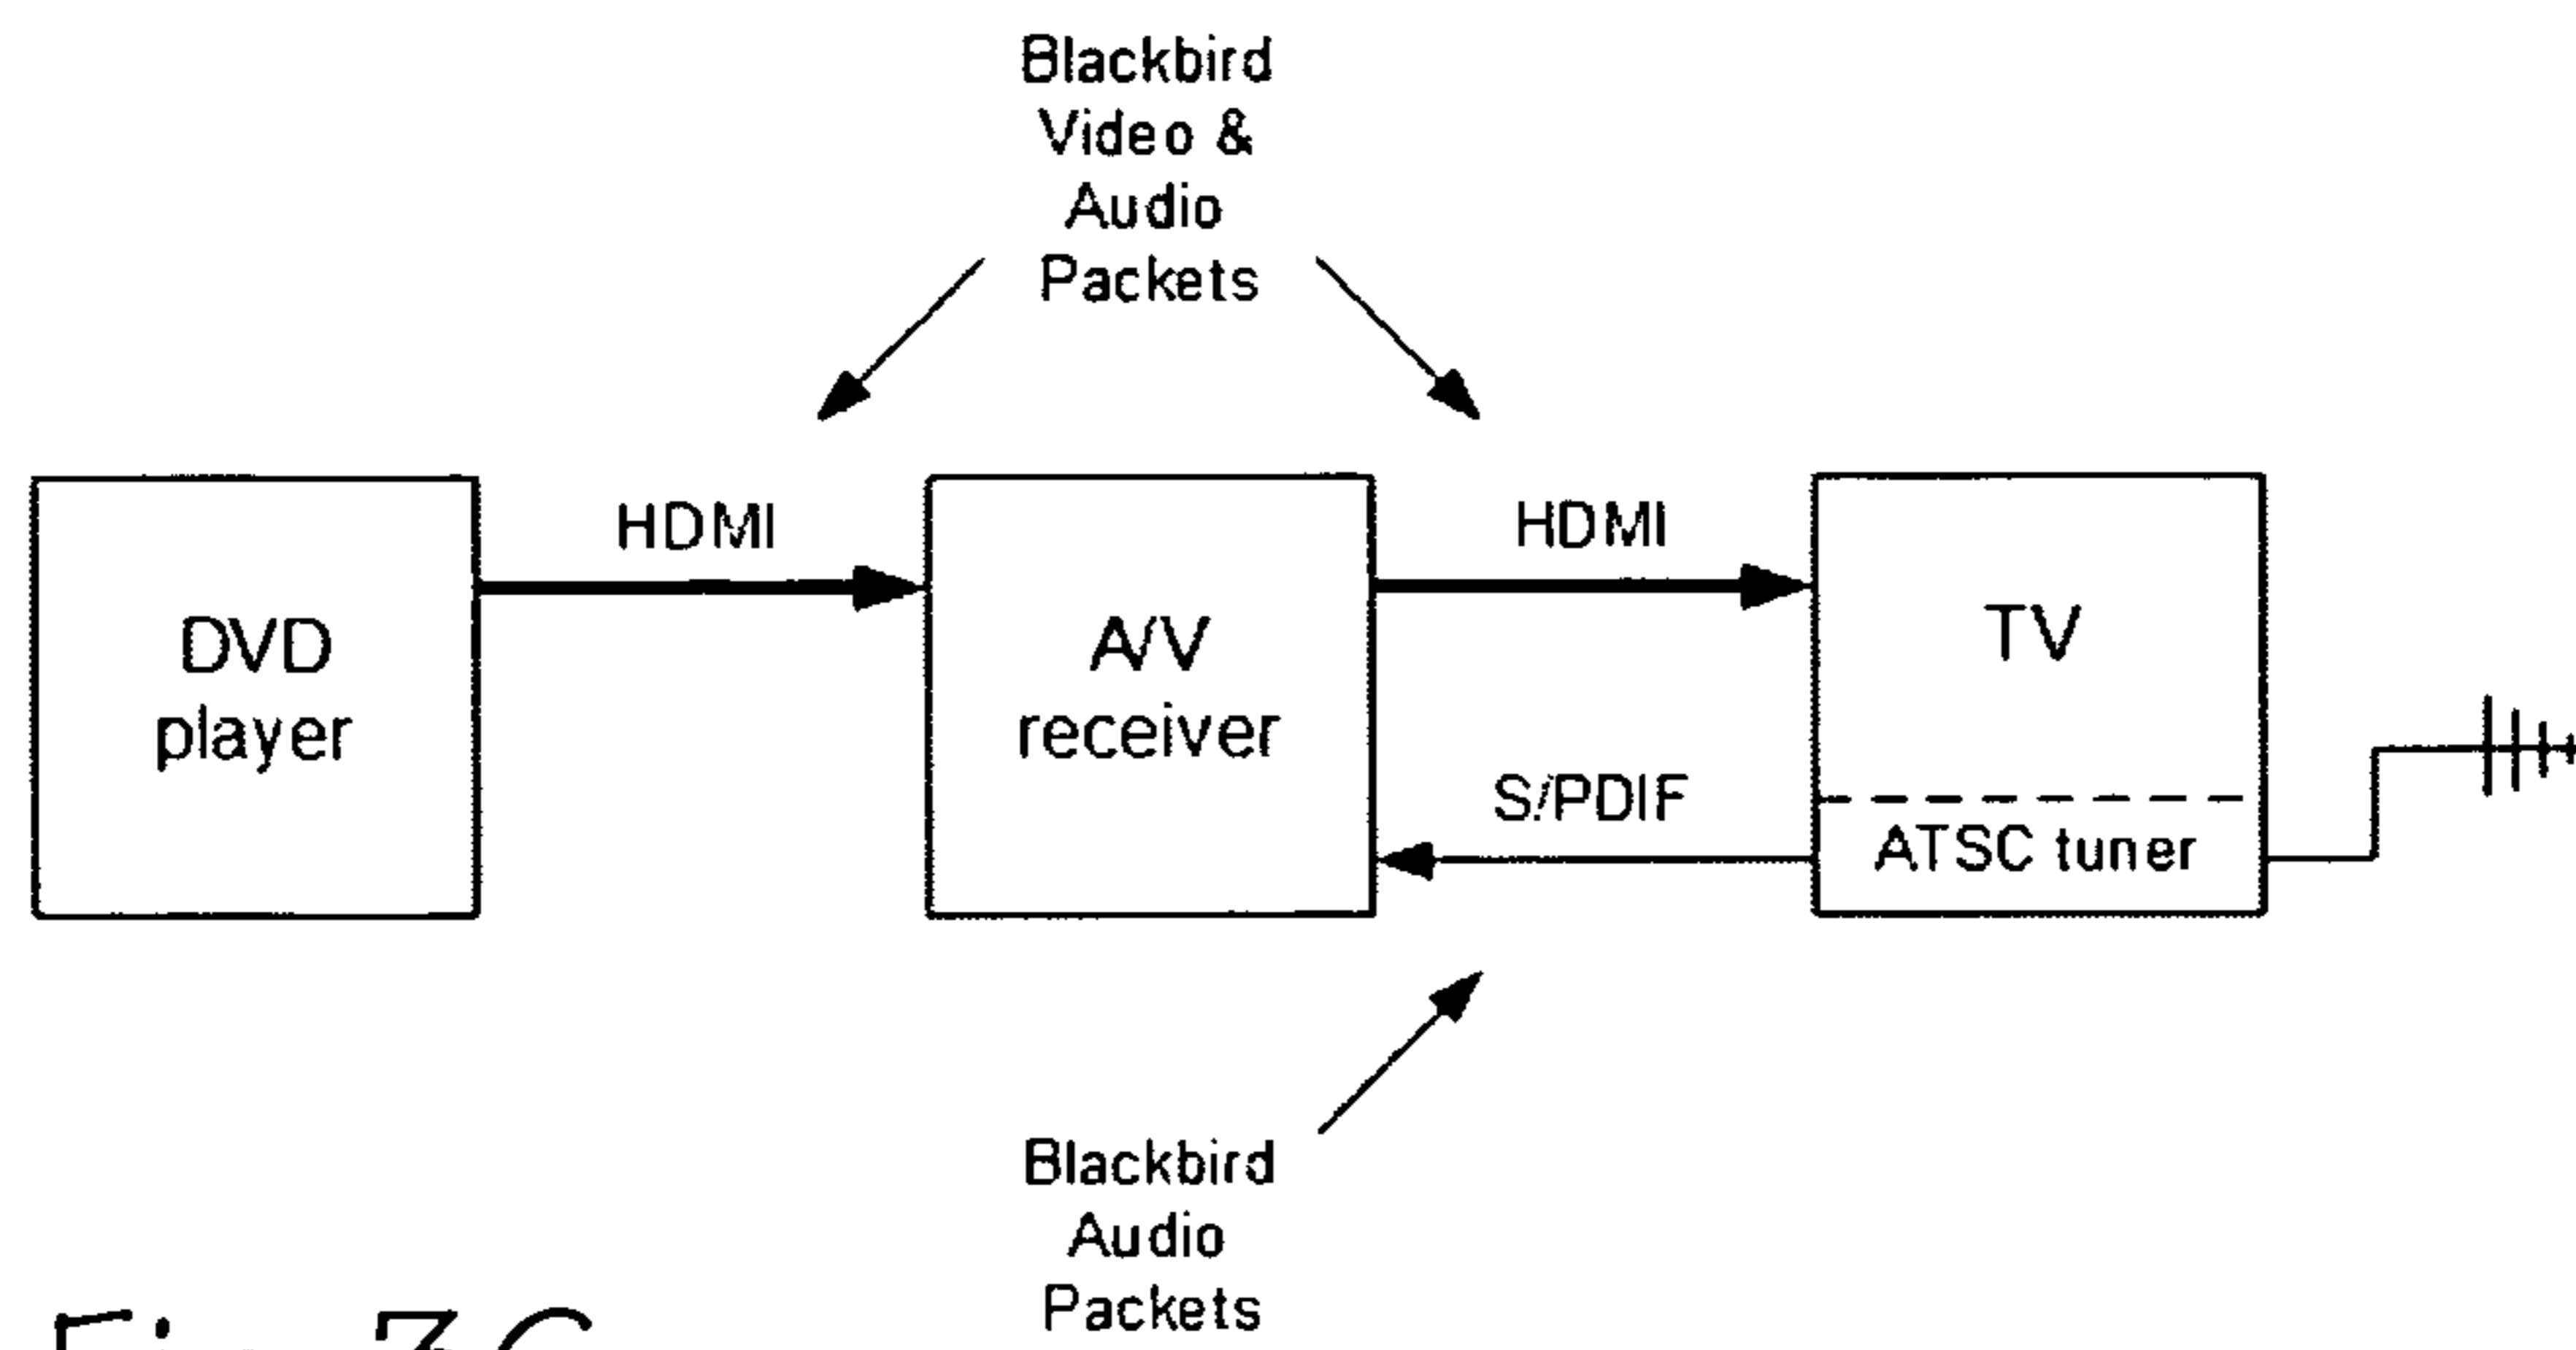 Blackbird
Video &
Audio
Packets
HDMI
HDMI
DVD
player
A/V
receiver
TV
S/PDIF
ATSC tuner
Blackbird
Audio
Packets